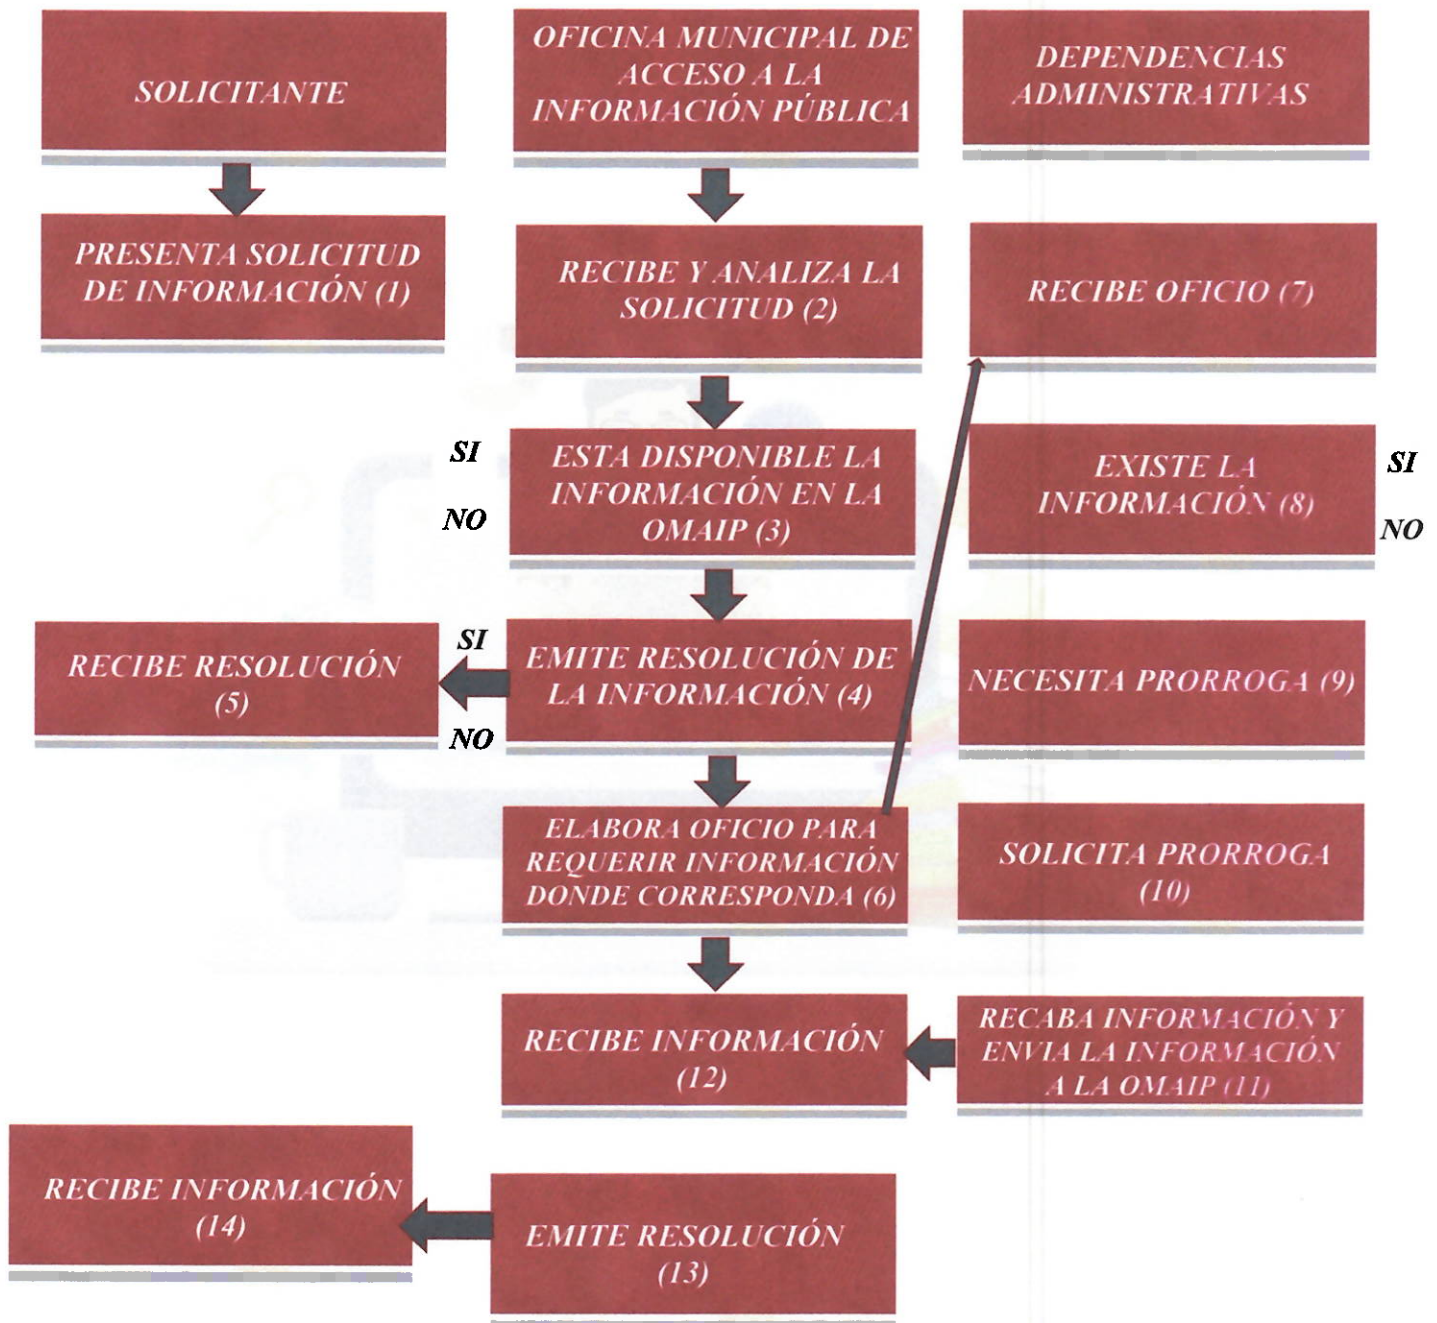 SOLICITANTE
OFICINA MUNICIPAL DE
ACCESO A LA
INFORMACIÓN PÚBLICA
DEPENDENCIAS
ADMINISTRATIVAS
PRESENTA SOLICITUD
DE INFORMACIÓN (1)
RECIBE Y ANALIZA LA
SOLICITUD (2)
RECIBE OFICIO (7)
SI
NO
ESTA DISPONIBLE LA
INFORMACIÓN EN LA
OMAIP (3)
EXISTE LA
INFORMACIÓN (8)
SI
NO
RECIBE RESOLUCIÓN
(5)
SI
NO
EMITE RESOLUCIÓN DE
LA INFORMACIÓN (4)
NECESITA PRORROGA (9)
ELABORA OFICIO PARA
REQUERIR INFORMACIÓN
DONDE CORRESPONDA (6)
SOLICITA PRORROGA
(10)
RECIBE INFORMACIÓN
(12)
RECABA INFORMACIÓN Y
ENVIA LA INFORMACIÓN
A LA OMAIP (11)
RECIBE INFORMACIÓN
(14)
EMITE RESOLUCIÓN
(13)